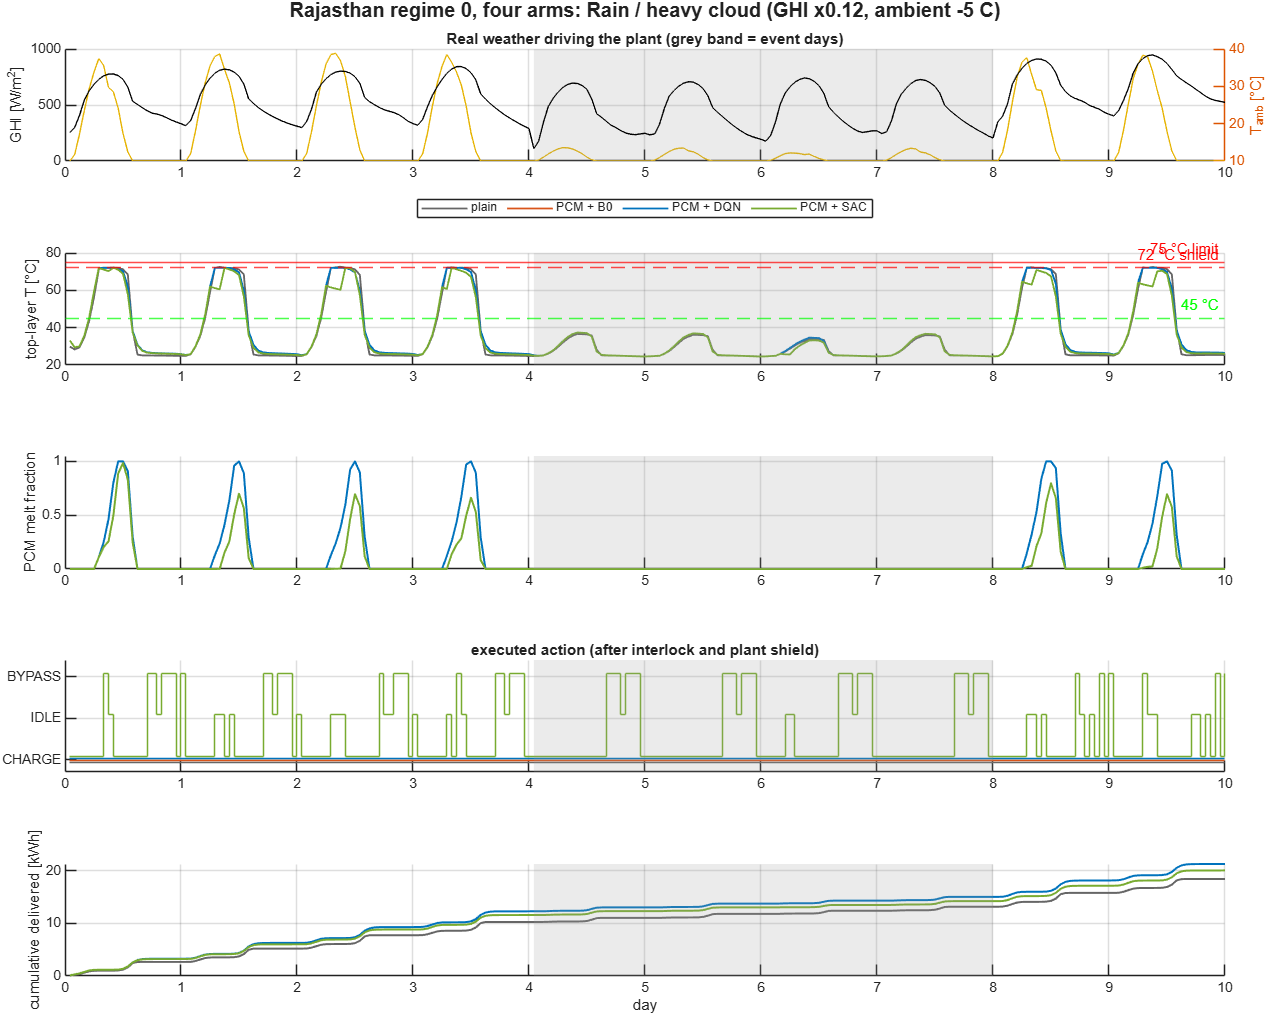 Rajasthan regime 0, four arms: Rain / heavy cloud (GHI x0.12, ambient -5 C)
Real weather driving the plant (grey band = event days)
GHI [W/m²]
1000
500
0
40
30
20
10
T_amb [°C]
0 1 2 3 4 5 6 7 8 9 10
plain PCM + B0 PCM + DQN PCM + SAC
top-layer T [°C]
80
60
40
20
75 °C limit
72 °C shield
45 °C
0 1 2 3 4 5 6 7 8 9 10
PCM melt fraction
1
0.5
0
0 1 2 3 4 5 6 7 8 9 10
executed action (after interlock and plant shield)
BYPASS
IDLE
CHARGE
0 1 2 3 4 5 6 7 8 9 10
cumulative delivered [kWh]
20
10
0
0 1 2 3 4 5 6 7 8 9 10
day